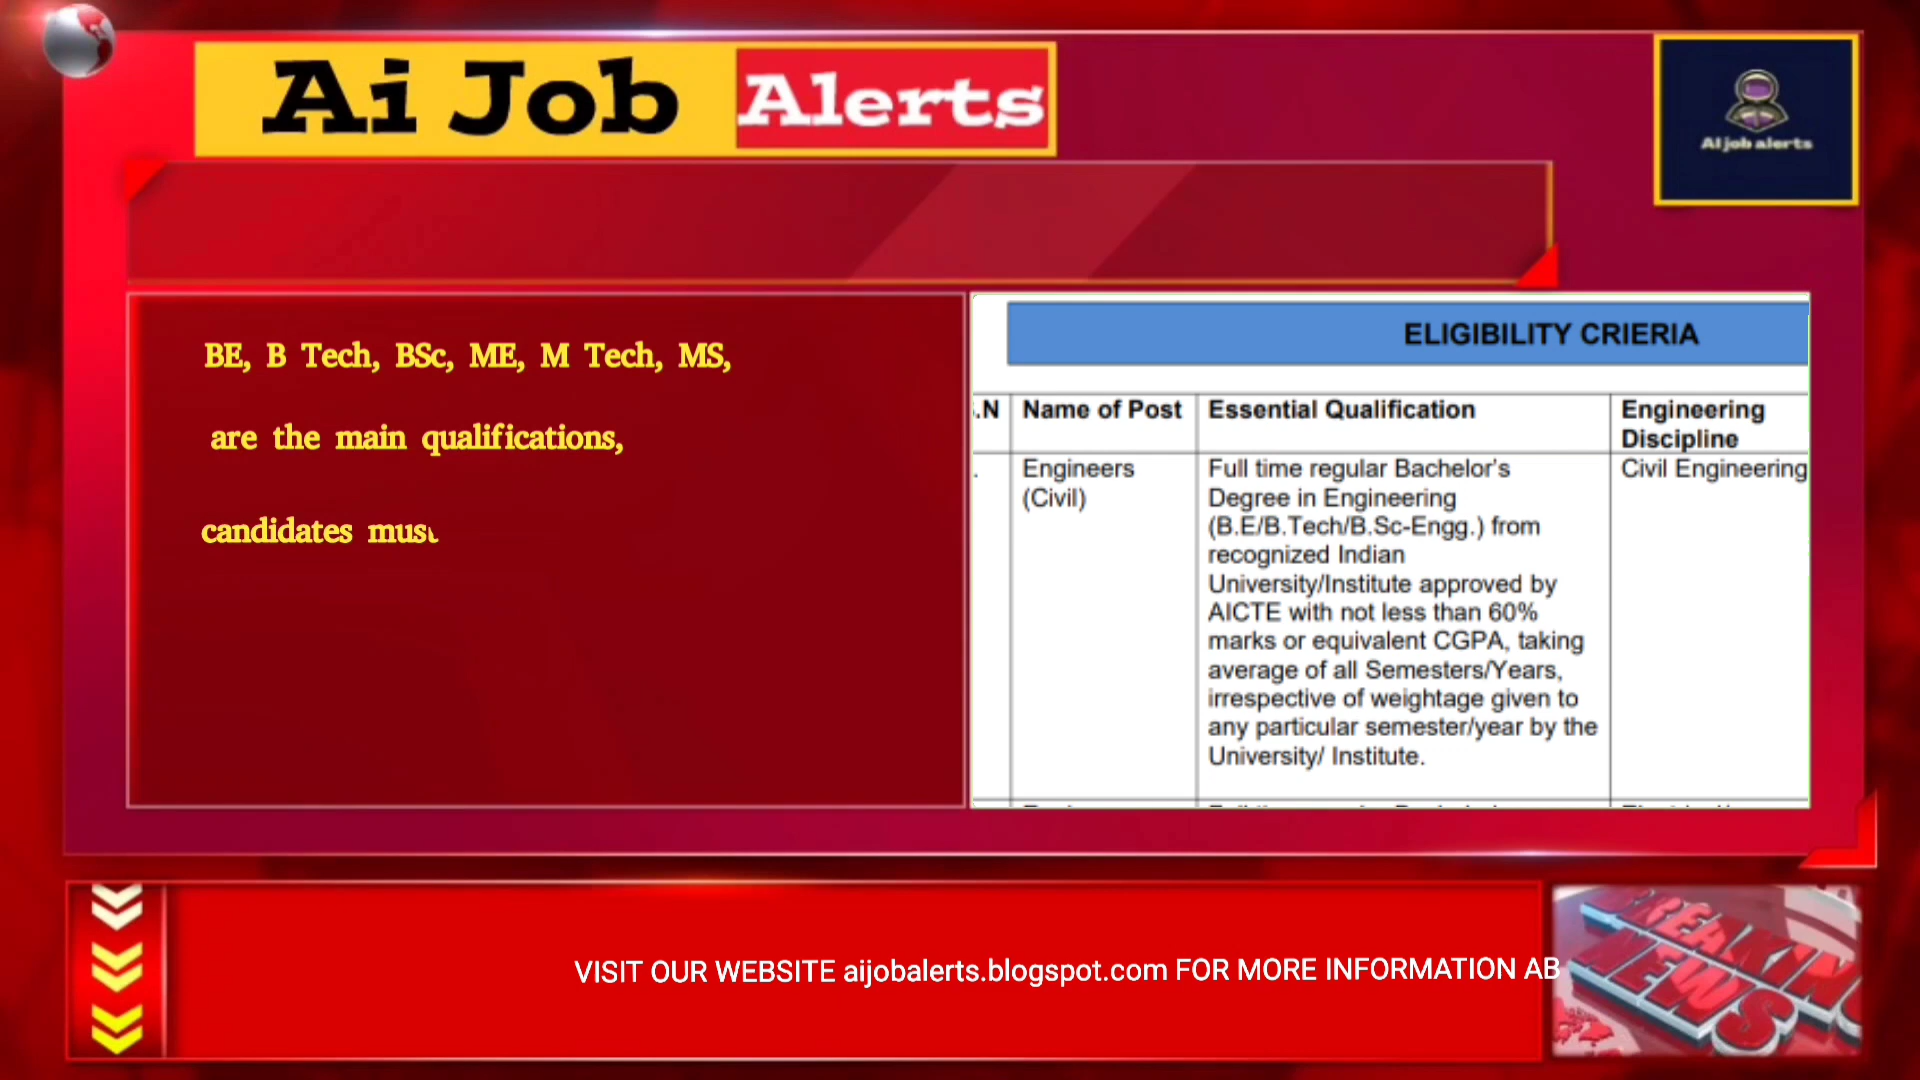 Ai Job Alerts
AI job alerts
BE, B Tech, BSc, ME, M Tech, MS,
are the main qualifications,
candidates must
ELIGIBILITY CRIERIA
.N Name of Post Essential Qualification Engineering
Discipline
. Engineers Full time regular Bachelor's Civil Engineering
(Civil) Degree in Engineering
(B.E/B.Tech/B.Sc-Engg.) from
recognized Indian
University/Institute approved by
AICTE with not less than 60%
marks or equivalent CGPA, taking
average of all Semesters/Years,
irrespective of weightage given to
any particular semester/year by the
University/ Institute.
VISIT OUR WEBSITE aijobalerts.blogspot.com FOR MORE INFORMATION AB
BREAKING
NEWS